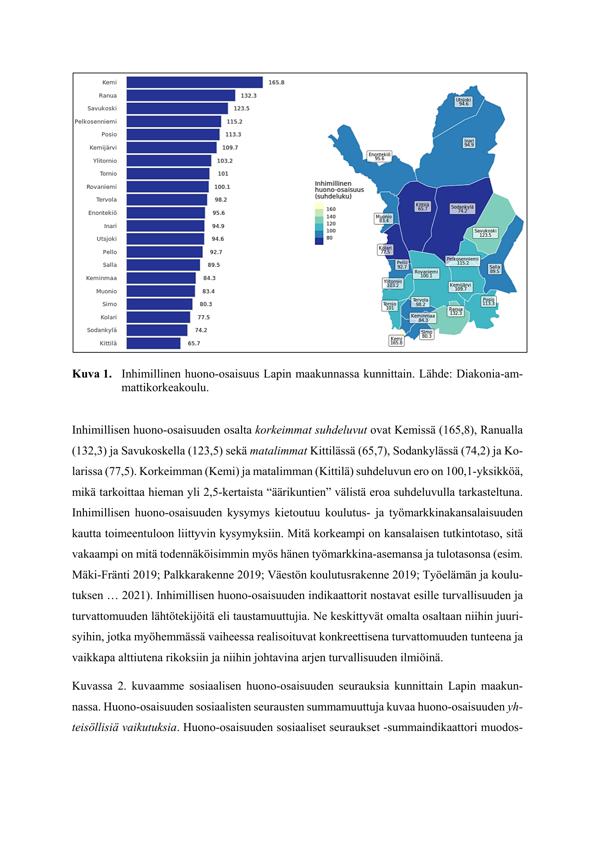 Kemi 165.8
Ranua 132.3
Savukoski 123.5
Pelkosenniemi 115.2
Posio 113.3
Kemijärvi 109.7
Ylitornio 103.2
Tornio 101
Rovaniemi 100.1
Tervola 98.2
Enontekiö 95.6
Inari 94.9
Utsjoki 94.6
Pello 92.7
Salla 89.5
Keminmaa 84.3
Muonio 83.4
Simo 80.3
Kolari 77.5
Sodankylä 74.2
Kittilä 65.7
Utsjoki
94.6
Inari
94.9
Enontekiö
95.6
Inhimillinen
huono-osaisuus
(suhdeluku)
160
140
120
100
80
Kittilä
65.7
Sodankylä
74.2
Muonio
83.4
Savukoski
123.5
Kolari
77.5
Pelkosenniemi
115.2
Pello
92.7
Salla
89.5
Rovaniemi
100.1
Ylitornio
103.2
Kemijärvi
109.7
Tornio
101
Tervola
98.2
Posio
113.3
Ranua
132.3
Keminmaa
84.3
Simo
80.3
Kemi
165.8
Kuva 1. Inhimillinen huono-osaisuus Lapin maakunnassa kunnittain. Lähde: Diakonia-am-
mattikorkeakoulu.
Inhimillisen huono-osaisuuden osalta korkeimmat suhdeluvut ovat Kemissä (165,8), Ranualla
(132,3) ja Savukoskella (123,5) sekä matalimmat Kittilässä (65,7), Sodankylässä (74,2) ja Ko-
larissa (77,5). Korkeimman (Kemi) ja matalimman (Kittilä) suhdeluvun ero on 100,1-yksikköä,
mikä tarkoittaa hieman yli 2,5-kertaista “äärikuntien” välistä eroa suhdeluvulla tarkasteltuna.
Inhimillisen huono-osaisuuden kysymys kietoutuu koulutus- ja työmarkkinakansalaisuuden
kautta toimeentuloon liittyvin kysymyksiin. Mitä korkeampi on kansalaisen tutkintotaso, sitä
vakaampi on mitä todennäköisimmin myös hänen työmarkkina-asemansa ja tulotasonsa (esim.
Mäki-Fränti 2019; Palkkarakenne 2019; Väestön koulutusrakenne 2019; Työelämän ja koulu-
tuksen … 2021). Inhimillisen huono-osaisuuden indikaattorit nostavat esille turvallisuuden ja
turvattomuuden lähtötekijöitä eli taustamuuttujia. Ne keskittyvät omalta osaltaan niihin juuri-
syihin, jotka myöhemmässä vaiheessa realisoituvat konkreettisena turvattomuuden tunteena ja
vaikkapa alttiutena rikoksiin ja niihin johtavina arjen turvallisuuden ilmiöinä.
Kuvassa 2. kuvaamme sosiaalisen huono-osaisuuden seurauksia kunnittain Lapin maakun-
nassa. Huono-osaisuuden sosiaalisten seurausten summamuuttuja kuvaa huono-osaisuuden yh-
teisöllisiä vaikutuksia. Huono-osaisuuden sosiaaliset seuraukset -summaindikaattori muodos-